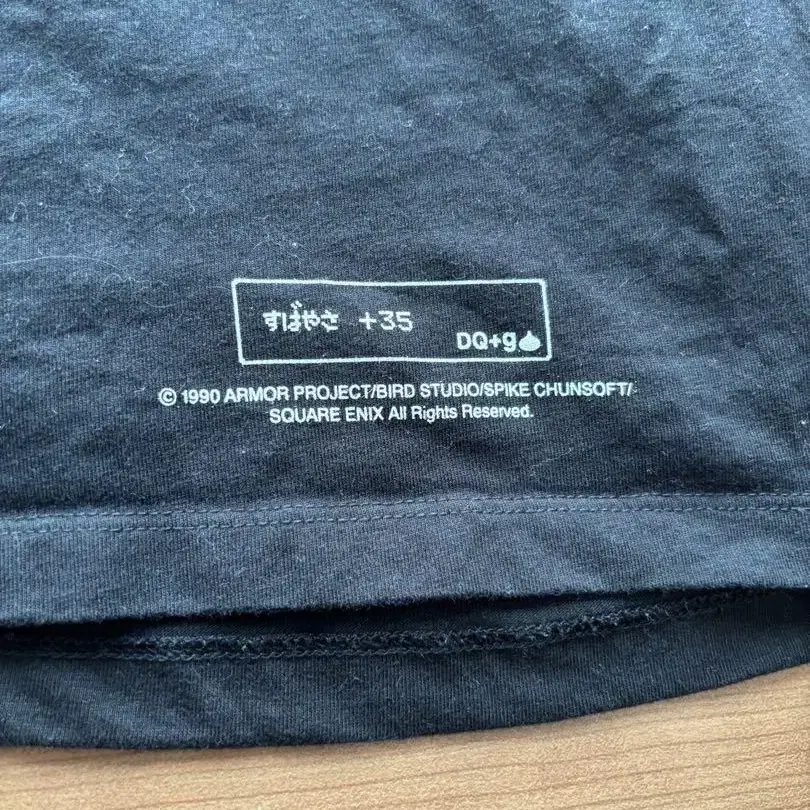 すばやさ +35
DQ+g
© 1990 ARMOR PROJECT/BIRD STUDIO/SPIKE CHUNSOFT/
SQUARE ENIX All Rights Reserved.